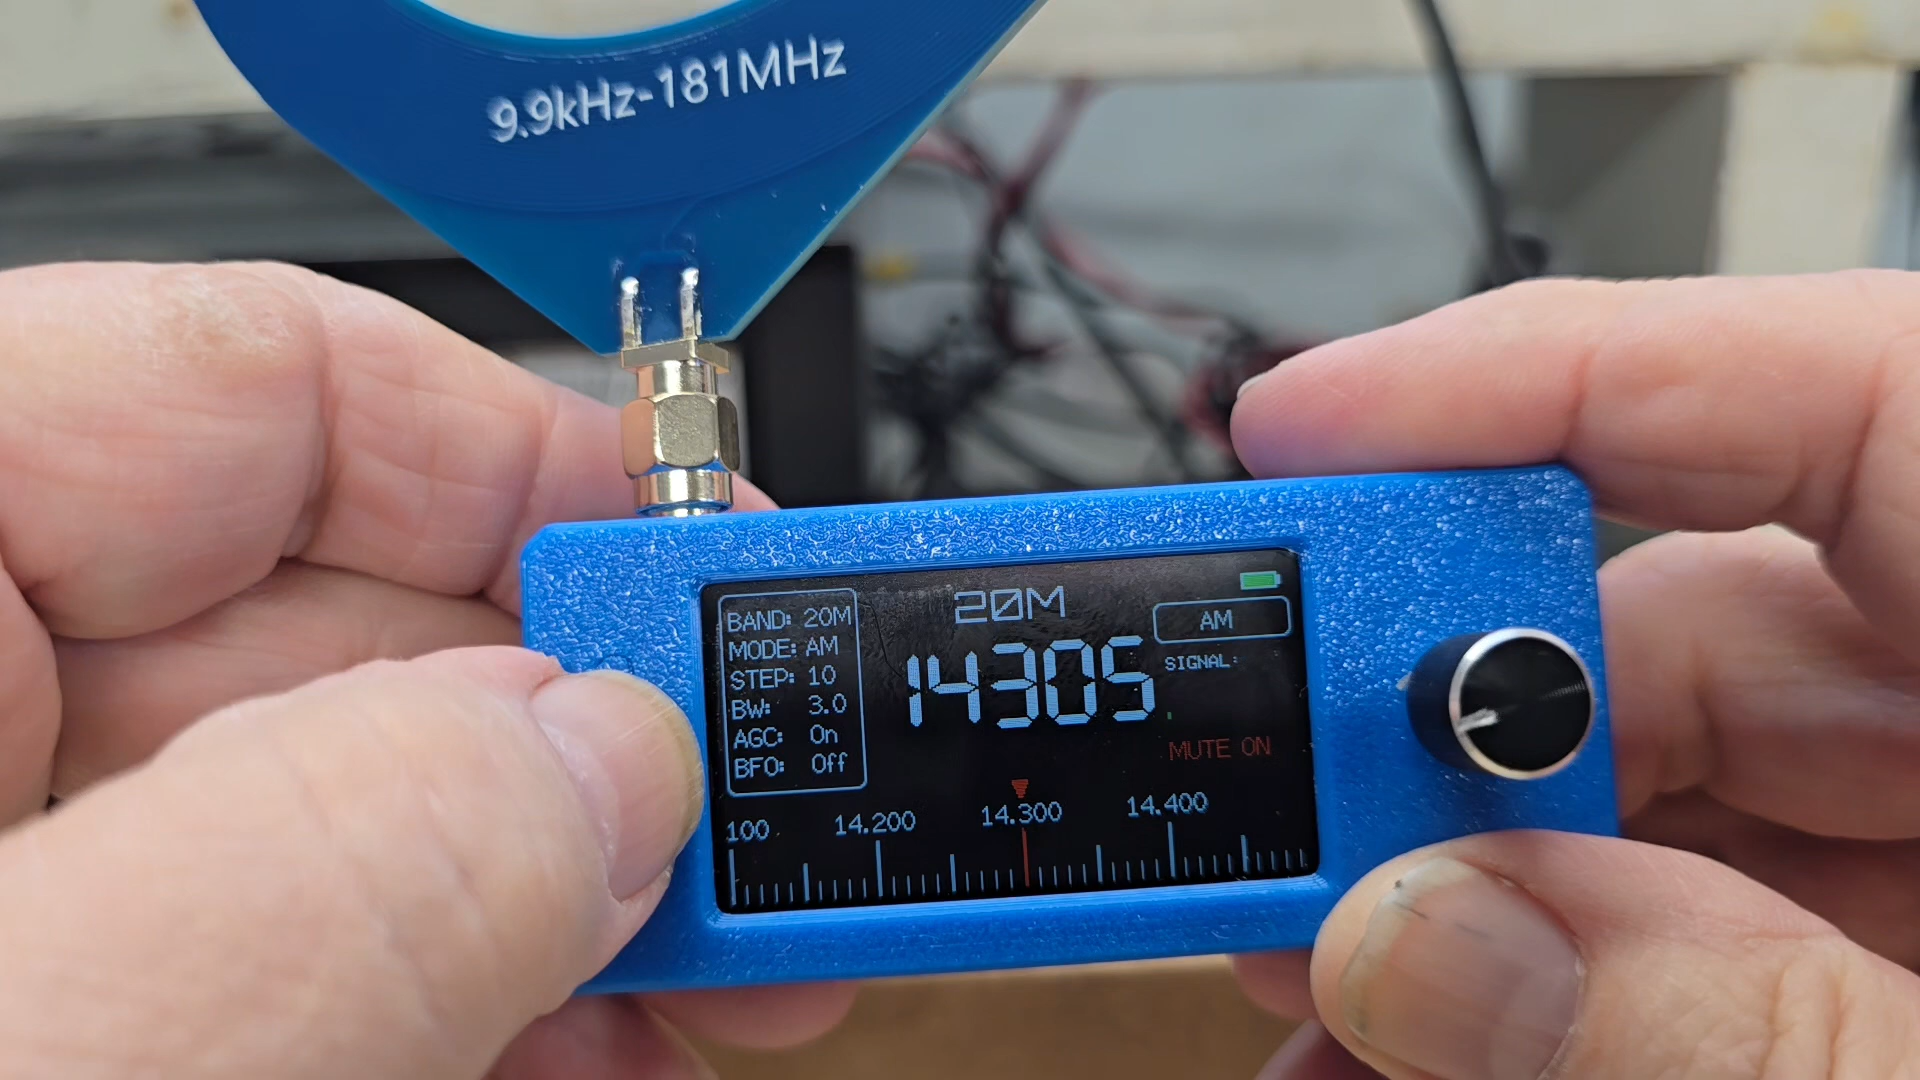 9.9kHz-181MHz
BAND: 20M
MODE: AM
STEP: 10
BW: 3.0
AGC: On
BFO: Off
20M
14305
AM
SIGNAL:
MUTE ON
100 14.200 14.300 14.400